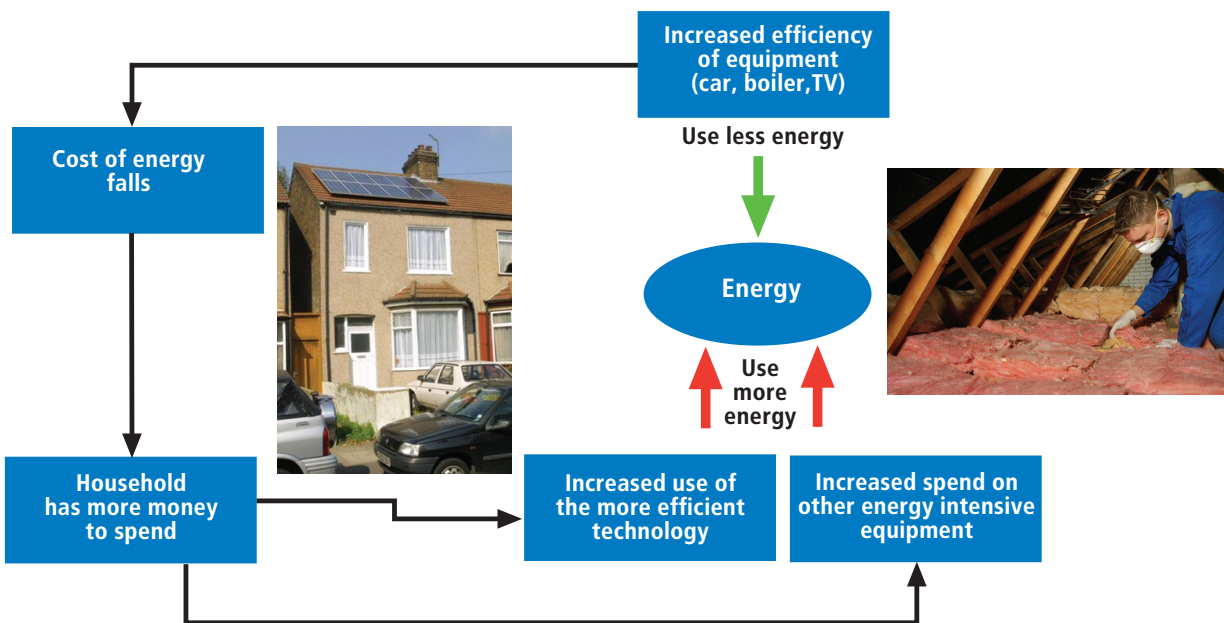 Increased efficiency
of equipment
(car, boiler,TV)
Use less energy
Cost of energy
falls
Energy
Use
more
energy
Household
has more money
to spend
Increased use of
the more efficient
technology
Increased spend on
other energy intensive
equipment